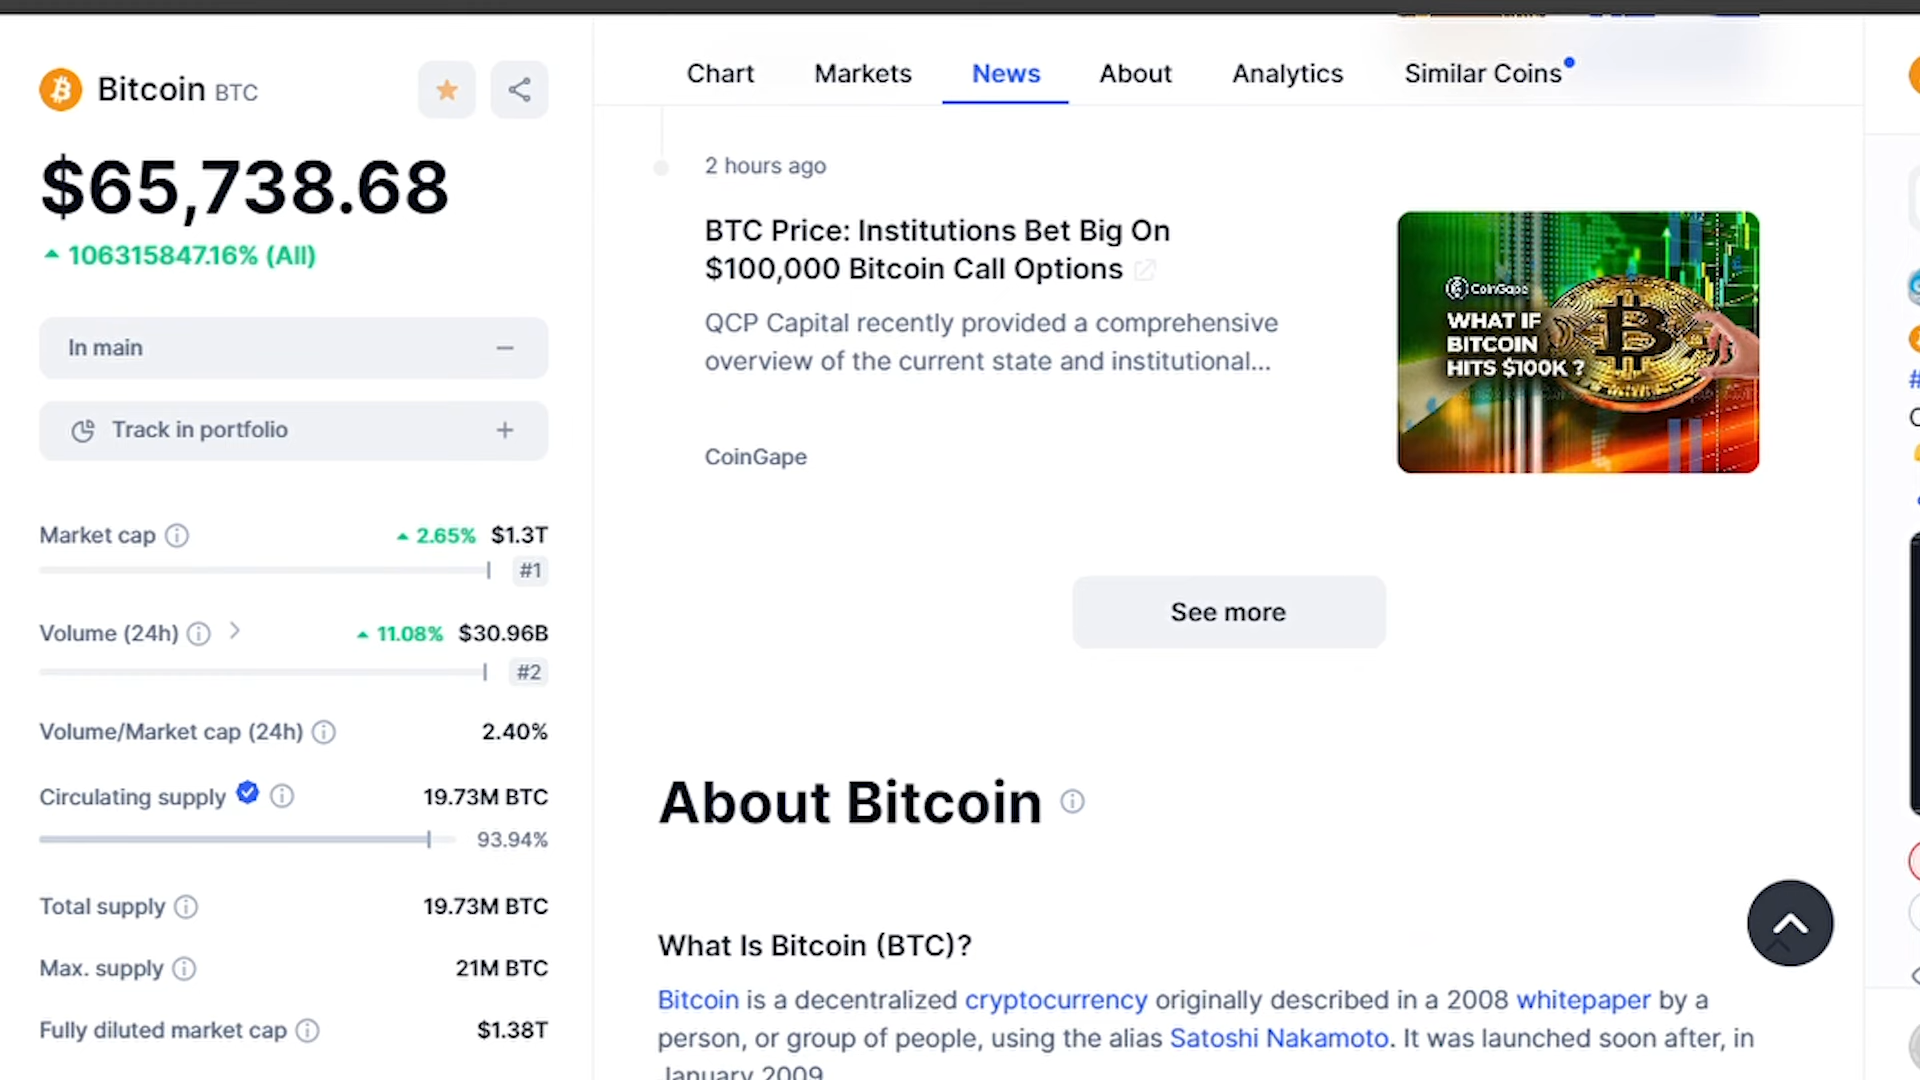 Bitcoin BTC
$65,738.68
106315847.16% (All)
In main
Track in portfolio
Market cap 2.65% $1.3T
#1
Volume (24h) 11.08% $30.96B
#2
Volume/Market cap (24h) 2.40%
Circulating supply 19.73M BTC
93.94%
Total supply 19.73M BTC
Max. supply 21M BTC
Fully diluted market cap $1.38T
Chart Markets News About Analytics Similar Coins
2 hours ago
BTC Price: Institutions Bet Big On
$100,000 Bitcoin Call Options
QCP Capital recently provided a comprehensive
overview of the current state and institutional...
CoinGape
CoinGape
WHAT IF
BITCOIN
HITS $100K ?
See more
About Bitcoin
What Is Bitcoin (BTC)?
Bitcoin is a decentralized cryptocurrency originally described in a 2008 whitepaper by a
person, or group of people, using the alias Satoshi Nakamoto. It was launched soon after, in
January 2009.
#